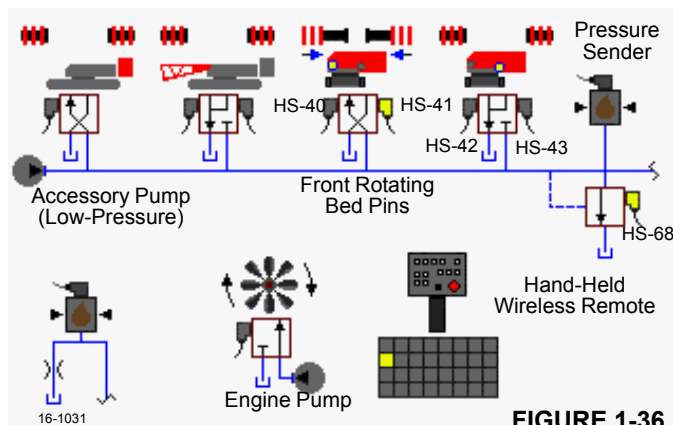 Pressure
Sender
HS-40
HS-41
HS-42
HS-43
Accessory Pump
(Low-Pressure)
Front Rotating
Bed Pins
HS-68
Hand-Held
Wireless Remote
Engine Pump
16-1031
FIGURE 1-36